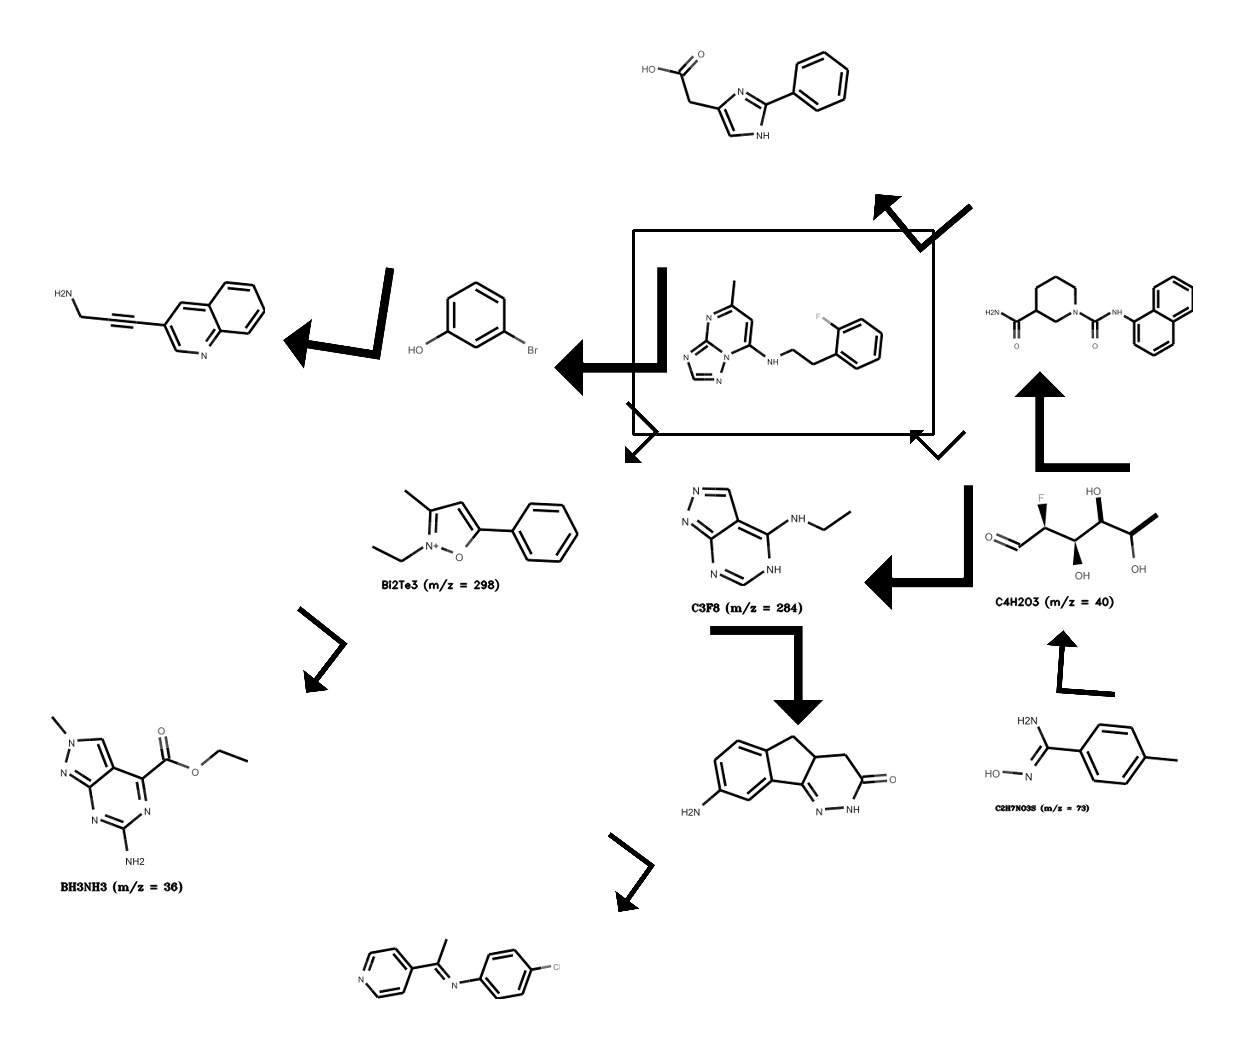 O
HO
N
NH
H2N
N
HO
Br
N
N
N
N
N
NH
F
H2N
O
N
O
NH
N+
O
BI2Te3 (m/z = 298)
N
N
N
NH
NH
C3F8 (m/z = 284)
F
HO
O
OH
OH
C4H2O3 (m/z = 40)
N
N
N
N
NH2
O
O
BH3NH3 (m/z = 36)
H2N
N
NH
O
H2N
HO
N
C2H7NO3S (m/z = 73)
N
N
Cl